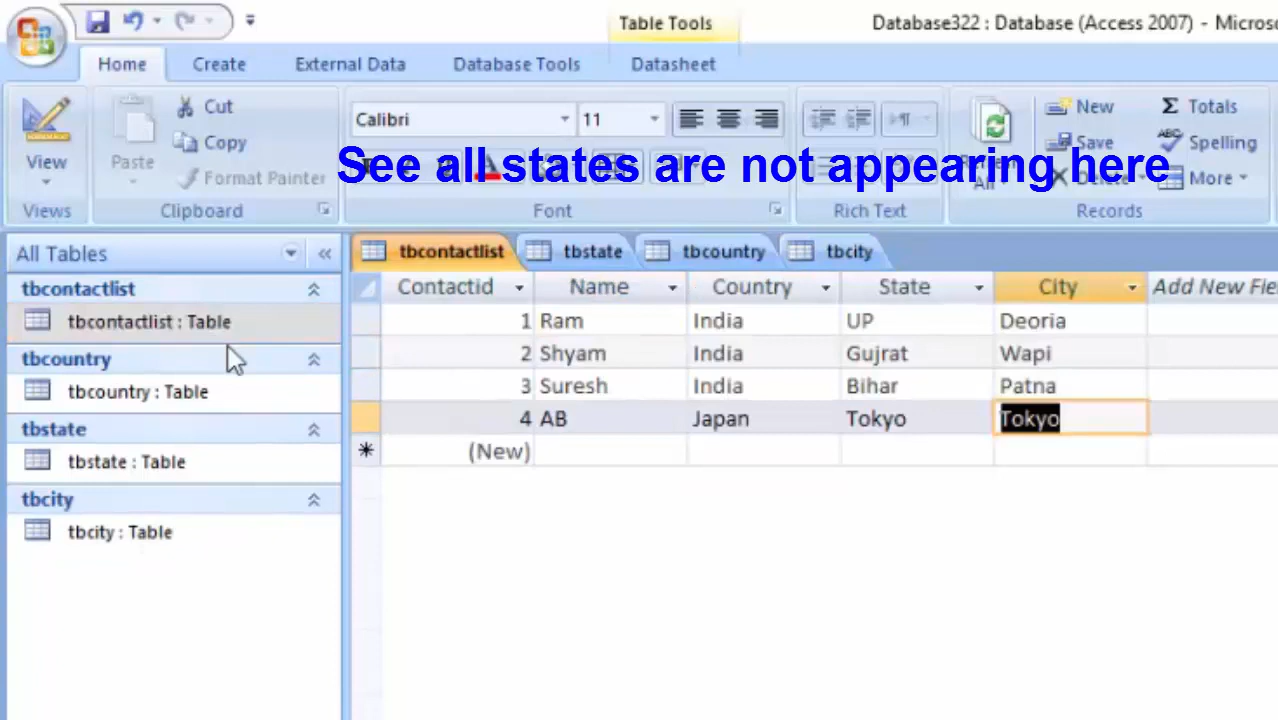 Table Tools
Database322 : Database (Access 2007) - Micros
Home Create External Data Database Tools Datasheet
View
Views
Paste
Cut
Copy
Format Painter
Clipboard
Calibri 11
Font
Rich Text
All
New
Save
Delete
Totals
Spelling
More
Records
See all states are not appearing here
All Tables
tbcontactlist
tbcontactlist : Table
tbcountry
tbcountry : Table
tbstate
tbstate : Table
tbcity
tbcity : Table
tbcontactlist tbstate tbcountry tbcity
Contactid Name Country State City Add New Fie
1 Ram India UP Deoria
2 Shyam India Gujrat Wapi
3 Suresh India Bihar Patna
4 AB Japan Tokyo Tokyo
(New)